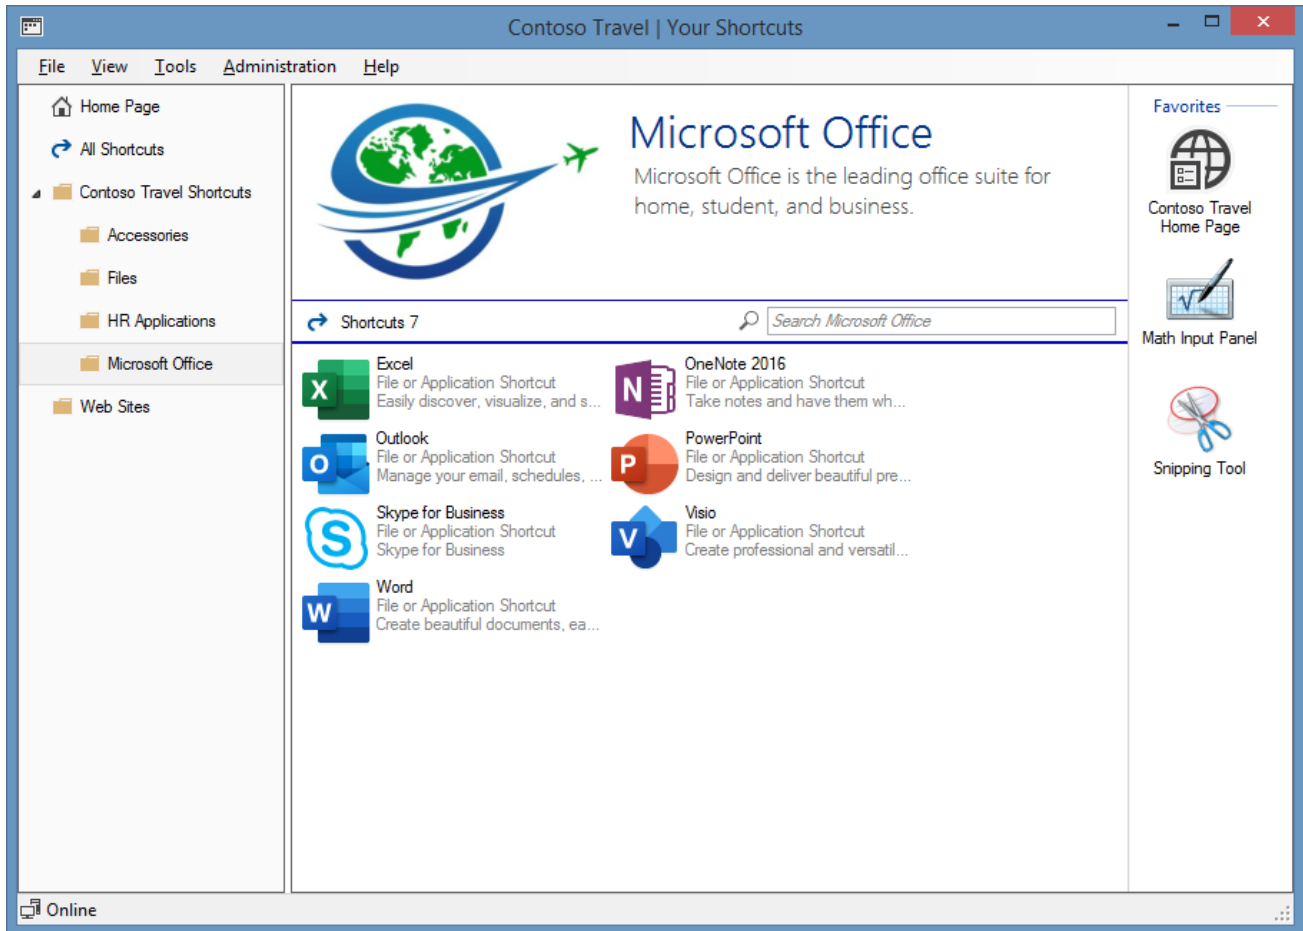 Contoso Travel | Your Shortcuts
File View Tools Administration Help
Home Page
All Shortcuts
Contoso Travel Shortcuts
Accessories
Files
HR Applications
Microsoft Office
Web Sites
Microsoft Office
Microsoft Office is the leading office suite for
home, student, and business.
Shortcuts 7
Search Microsoft Office
Excel
File or Application Shortcut
Easily discover, visualize, and s...
OneNote 2016
File or Application Shortcut
Take notes and have them wh...
Outlook
File or Application Shortcut
Manage your email, schedules, ...
PowerPoint
File or Application Shortcut
Design and deliver beautiful pre...
Skype for Business
File or Application Shortcut
Skype for Business
Visio
File or Application Shortcut
Create professional and versatil...
Word
File or Application Shortcut
Create beautiful documents, ea...
Favorites
Contoso Travel
Home Page
Math Input Panel
Snipping Tool
Online